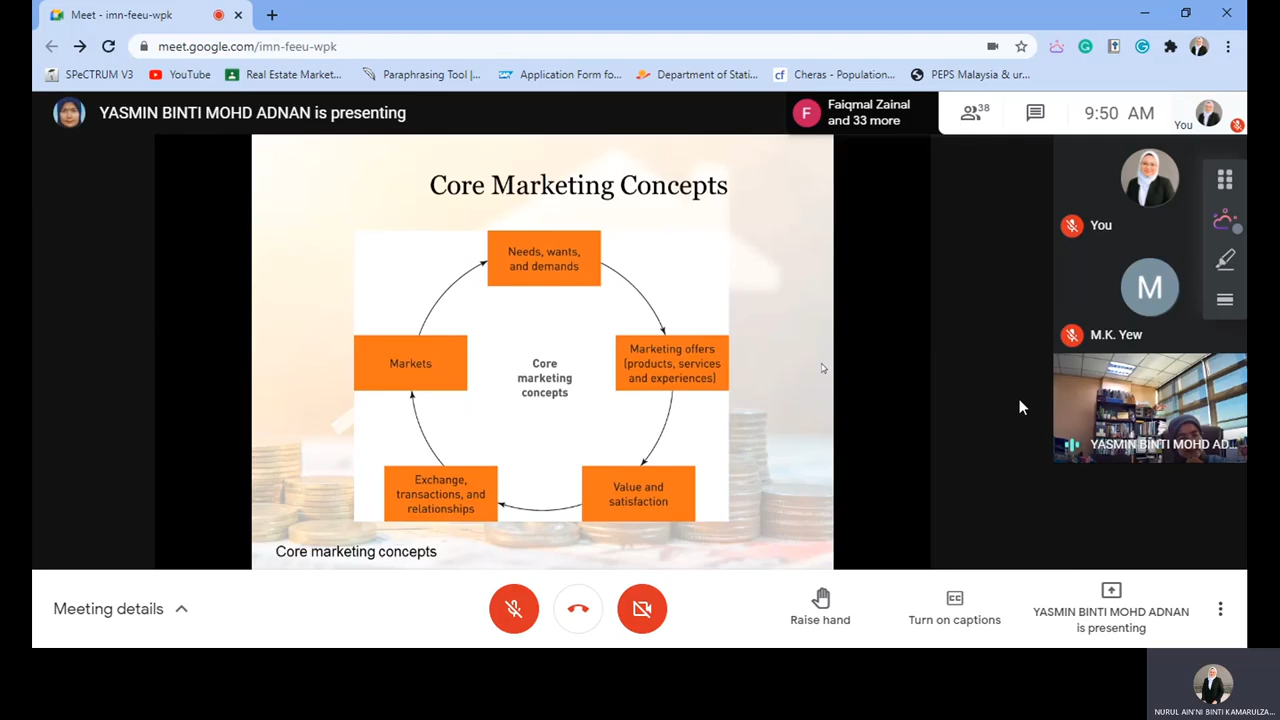 Meet - imn-feeu-wpk
meet.google.com/imn-feeu-wpk
SPeCTRUM V3
YouTube
Real Estate Market...
Paraphrasing Tool |...
Application Form fo...
Department of Stati...
cf
Cheras - Population...
PEPS Malaysia & ur...
YASMIN BINTI MOHD ADNAN is presenting
F
Faiqmal Zainal
and 33 more
38
9:50 AM
You
Core Marketing Concepts
Needs, wants,
and demands
Marketing offers
(products, services
and experiences)
Markets
Core
marketing
concepts
Exchange,
transactions, and
relationships
Value and
satisfaction
Core marketing concepts
You
M
M.K. Yew
YASMIN BINTI MOHD AD...
Meeting details
Raise hand
CC
Turn on captions
YASMIN BINTI MOHD ADNAN
is presenting
NURUL AIN'NI BINTI KAMARULZA...